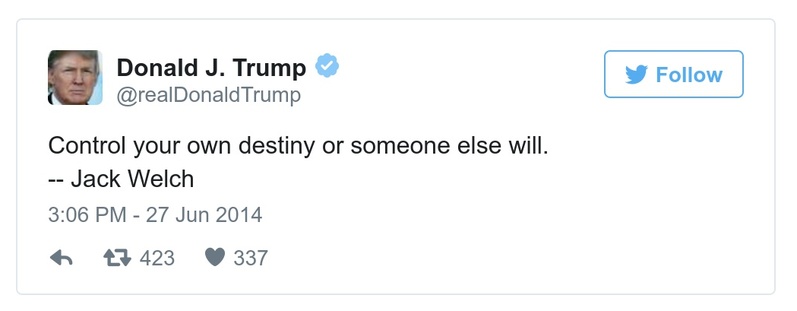 Donald J. Trump
@realDonaldTrump
Follow
Control your own destiny or someone else will.
-- Jack Welch
3:06 PM - 27 Jun 2014
423 337